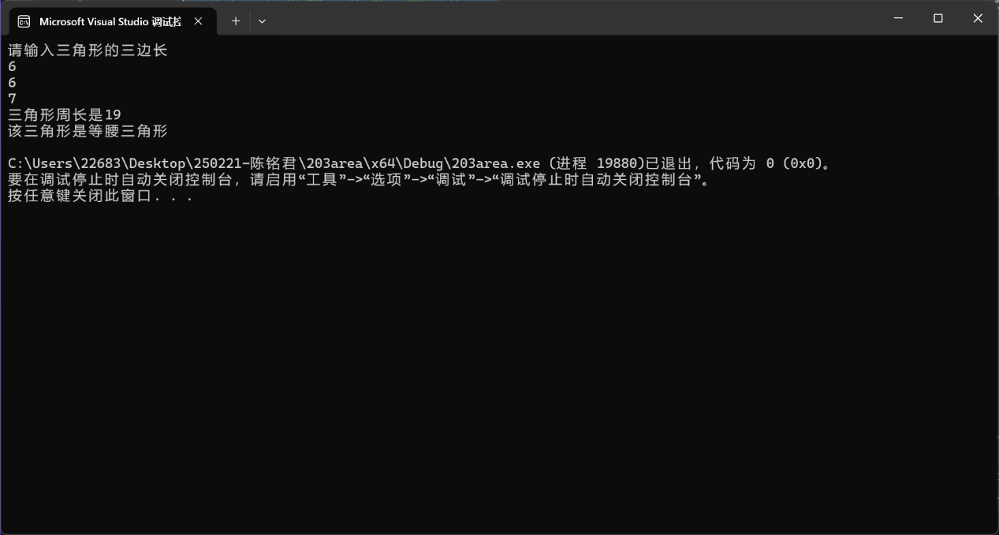 Microsoft Visual Studio 调试控
请输入三角形的三边长
6
6
7
三角形周长是19
该三角形是等腰三角形
C:\Users\22683\Desktop\250221-陈铭君\203area\x64\Debug\203area.exe (进程 19880)已退出，代码为 0 (0x0)。
要在调试停止时自动关闭控制台，请启用“工具”->“选项”->“调试”->“调试停止时自动关闭控制台”。
按任意键关闭此窗口. . .